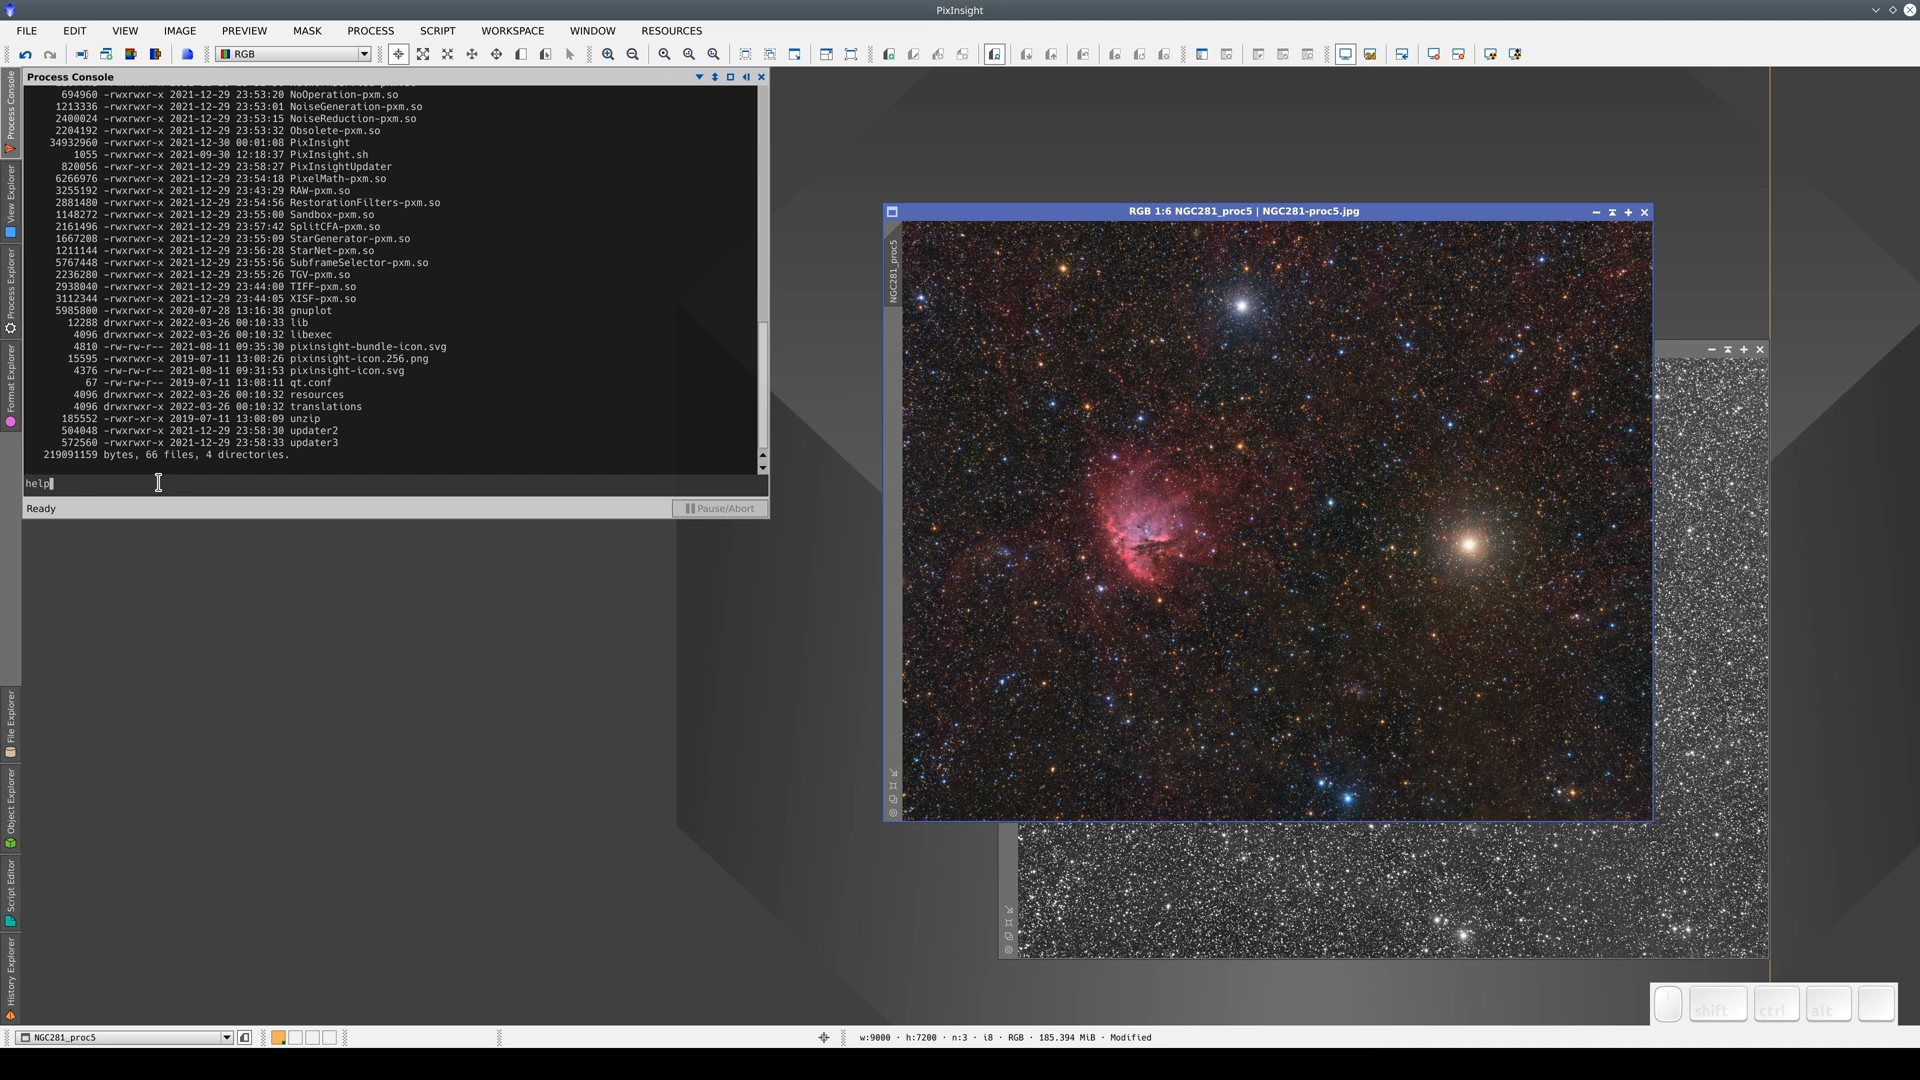 PixInsight
FILE EDIT VIEW IMAGE PREVIEW MASK PROCESS SCRIPT WORKSPACE WINDOW RESOURCES
RGB
Process Console
694960 -rwxrwxr-x 2021-12-29 23:53:20 NoOperation-pxm.so
1213336 -rwxrwxr-x 2021-12-29 23:53:01 NoiseGeneration-pxm.so
2400024 -rwxrwxr-x 2021-12-29 23:53:15 NoiseReduction-pxm.so
2204192 -rwxrwxr-x 2021-12-29 23:53:32 Obsolete-pxm.so
34932960 -rwxrwxr-x 2021-12-30 00:01:08 PixInsight
1055 -rwxrwxr-x 2021-09-30 12:18:37 PixInsight.sh
820056 -rwxr-xr-x 2021-12-29 23:58:27 PixInsightUpdater
6266976 -rwxrwxr-x 2021-12-29 23:54:18 PixelMath-pxm.so
3255192 -rwxrwxr-x 2021-12-29 23:43:29 RAW-pxm.so
2881480 -rwxrwxr-x 2021-12-29 23:54:56 RestorationFilters-pxm.so
1148272 -rwxrwxr-x 2021-12-29 23:55:00 Sandbox-pxm.so
2161496 -rwxrwxr-x 2021-12-29 23:57:42 SplitCFA-pxm.so
1667208 -rwxrwxr-x 2021-12-29 23:55:09 StarGenerator-pxm.so
1211144 -rwxrwxr-x 2021-12-29 23:56:28 StarNet-pxm.so
5767448 -rwxrwxr-x 2021-12-29 23:55:56 SubframeSelector-pxm.so
2236280 -rwxrwxr-x 2021-12-29 23:55:26 TGV-pxm.so
2938040 -rwxrwxr-x 2021-12-29 23:44:00 TIFF-pxm.so
3112344 -rwxrwxr-x 2021-12-29 23:44:05 XISF-pxm.so
5985800 -rwxrwxr-x 2020-07-28 13:16:38 gnuplot
12288 drwxrwxr-x 2022-03-26 00:10:33 lib
4096 drwxrwxr-x 2022-03-26 00:10:32 libexec
4810 -rw-rw-r-- 2021-08-11 09:35:30 pixinsight-bundle-icon.svg
15595 -rwxrwxr-x 2019-07-11 13:08:26 pixinsight-icon.256.png
4376 -rw-rw-r-- 2021-08-11 09:31:53 pixinsight-icon.svg
67 -rw-rw-r-- 2019-07-11 13:08:11 qt.conf
4096 drwxrwxr-x 2022-03-26 00:10:32 resources
4096 drwxrwxr-x 2022-03-26 00:10:32 translations
185552 -rwxr-xr-x 2019-07-11 13:08:09 unzip
504048 -rwxrwxr-x 2021-12-29 23:58:30 updater2
572560 -rwxrwxr-x 2021-12-29 23:58:33 updater3
219091159 bytes, 66 files, 4 directories.
help
Ready
Pause/Abort
Process Console
View Explorer
Process Explorer
Format Explorer
File Explorer
Object Explorer
Script Editor
History Explorer
RGB 1:6 NGC281_proc5 | NGC281-proc5.jpg
NGC281_proc5
shift ctrl alt
NGC281_proc5
w:9000 · h:7200 · n:3 · i8 · RGB · 185.394 MiB · Modified